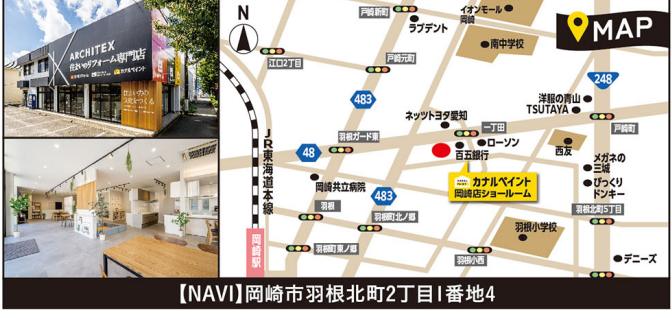 ARCHITEX
住まいのリフォーム専門店
カナルペイント
N
MAP
イオンモール
岡崎
戸崎新町
ラブデント
南中学校
江口2丁目
戸崎元町
248
483
洋服の青山
TSUTAYA
ネッツトヨタ愛知
一丁田
戸崎町
羽根ガード東
ローソン
48
百五銀行
西友
メガネの
三城
JR東海道本線
岡崎共立病院
カナルペイント
岡崎店ショールーム
びっくり
ドンキー
483
羽根
羽根町北ノ郷
羽根北町5丁目
羽根小学校
岡崎駅
羽根町東ノ郷
羽根小西
デニーズ
【NAVI】岡崎市羽根北町2丁目1番地4